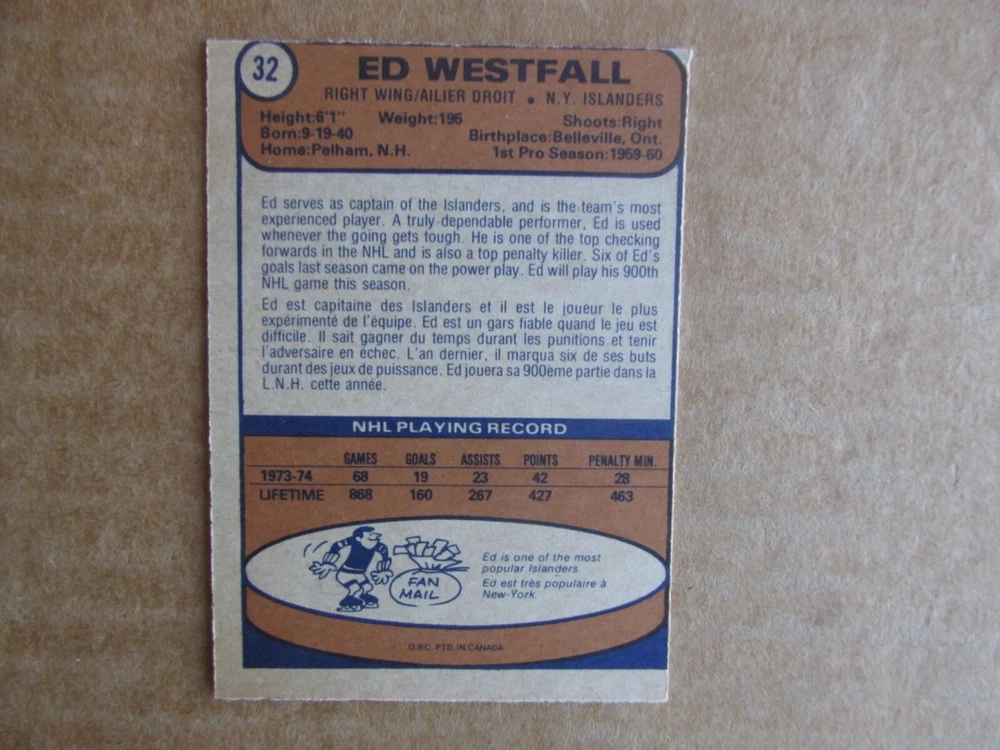 32
ED WESTFALL
RIGHT WING/AILIER DROIT • N.Y. ISLANDERS
Height:6'1" Weight:195 Shoots:Right
Born:9-19-40 Birthplace:Belleville, Ont.
Home:Pelham, N.H. 1st Pro Season:1959-60
Ed serves as captain of the Islanders, and is the team's most
experienced player. A truly dependable performer, Ed is used
whenever the going gets tough. He is one of the top checking
forwards in the NHL and is also a top penalty killer. Six of Ed's
goals last season came on the power play. Ed will play his 900th
NHL game this season.
Ed est capitaine des Islanders et il est le joueur le plus
expérimenté de l'équipe. Ed est un gars fiable quand le jeu est
difficile. Il sait gagner du temps durant les punitions et tenir
l'adversaire en échec. L'an dernier, il marqua six de ses buts
durant des jeux de puissance. Ed jouera sa 900ème partie dans la
L.N.H. cette année.
NHL PLAYING RECORD
GAMES GOALS ASSISTS POINTS PENALTY MIN.
1973-74 68 19 23 42 28
LIFETIME 868 160 267 427 463
FAN
MAIL
Ed is one of the most
popular Islanders.
Ed est très populaire à
New-York.
O.P.C. PTD. IN CANADA